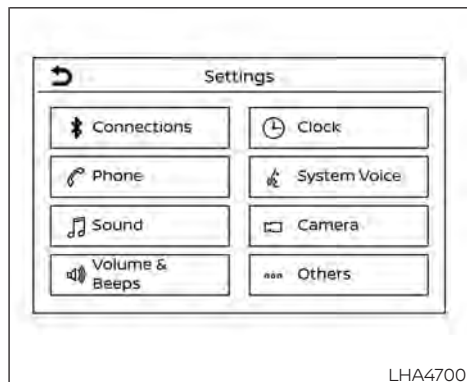 Settings
Connections
Clock
Phone
System Voice
Sound
Camera
Volume &
Beeps
Others
LHA4700